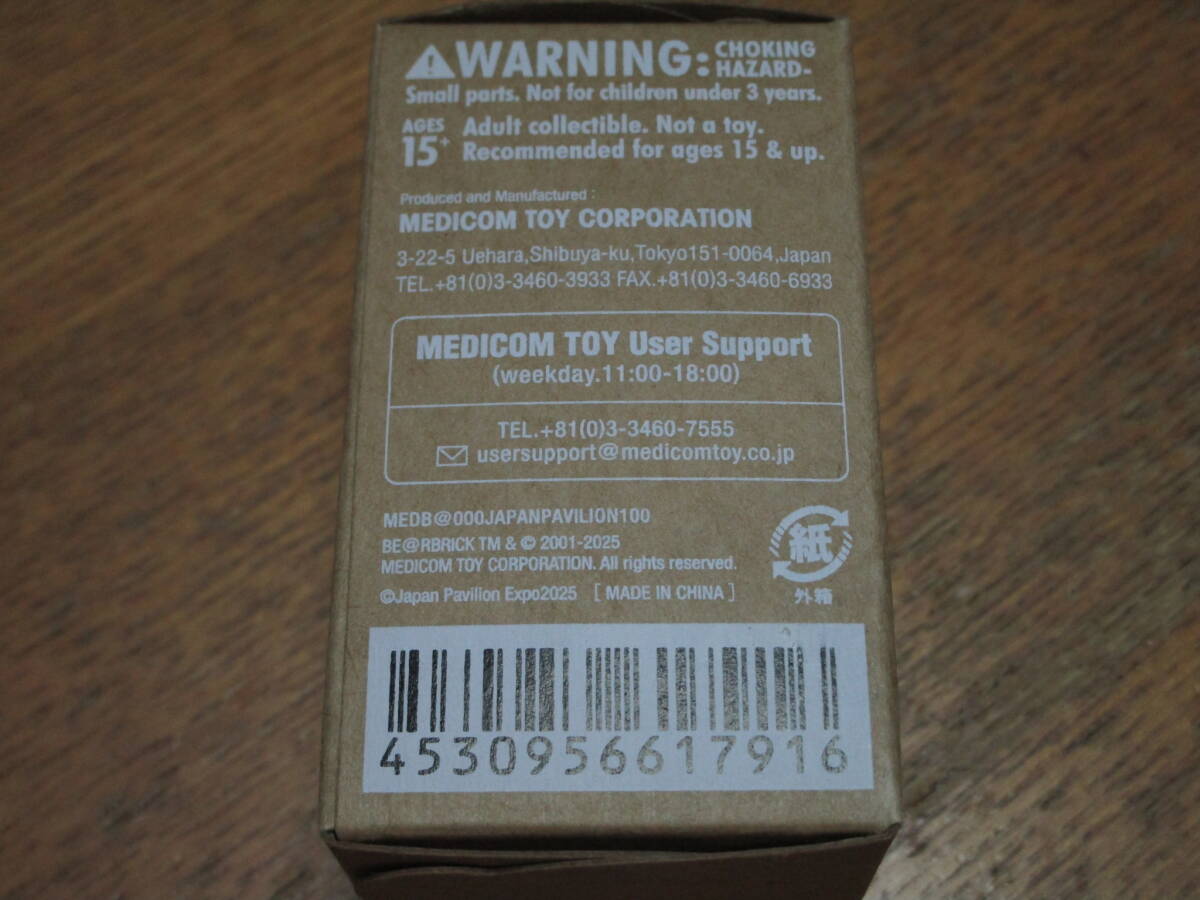 WARNING: CHOKING HAZARD-
Small parts. Not for children under 3 years.
AGES 15+ Adult collectible. Not a toy.
Recommended for ages 15 & up.
Produced and Manufactured :
MEDICOM TOY CORPORATION
3-22-5 Uehara,Shibuya-ku,Tokyo151-0064,Japan
TEL.+81(0)3-3460-3933 FAX.+81(0)3-3460-6933
MEDICOM TOY User Support
(weekday.11:00-18:00)
TEL.+81(0)3-3460-7555
usersupport@medicomtoy.co.jp
MEDB@000JAPANPAVILION100
BE@RBRICK TM & © 2001-2025
MEDICOM TOY CORPORATION. All rights reserved.
©Japan Pavilion Expo2025 [ MADE IN CHINA ]
紙
外箱
4530956617916